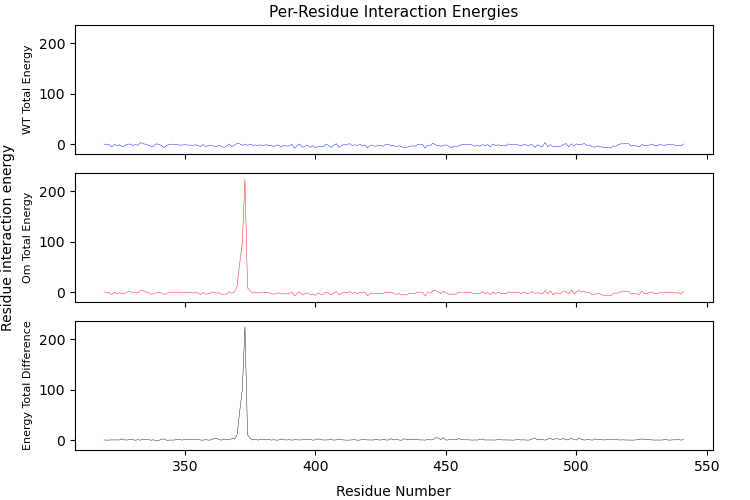 Per-Residue Interaction Energies
Residue interaction energy
WT Total Energy
200
100
0
Om Total Energy
200
100
0
Energy Total Difference
200
100
0
350 400 450 500 550
Residue Number